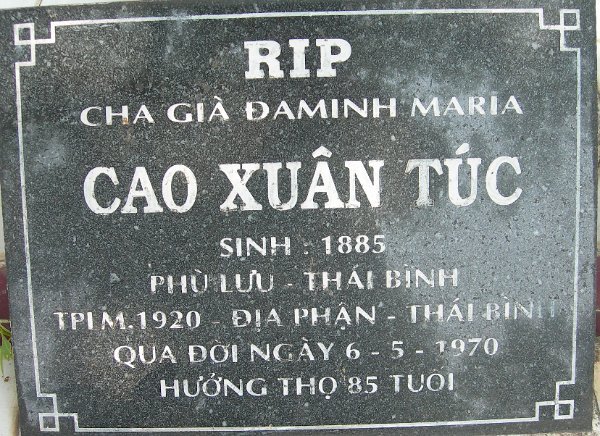 RIP
CHA GIÀ ĐAMINH MARIA
CAO XUÂN TÚC
SINH : 1885
PHÙ LƯU - THÁI BÌNH
TPLM.1920 - ĐỊA PHẬN - THÁI BÌNH
QUA ĐỜI NGÀY 6 - 5 - 1970
HƯỞNG THỌ 85 TUỔI